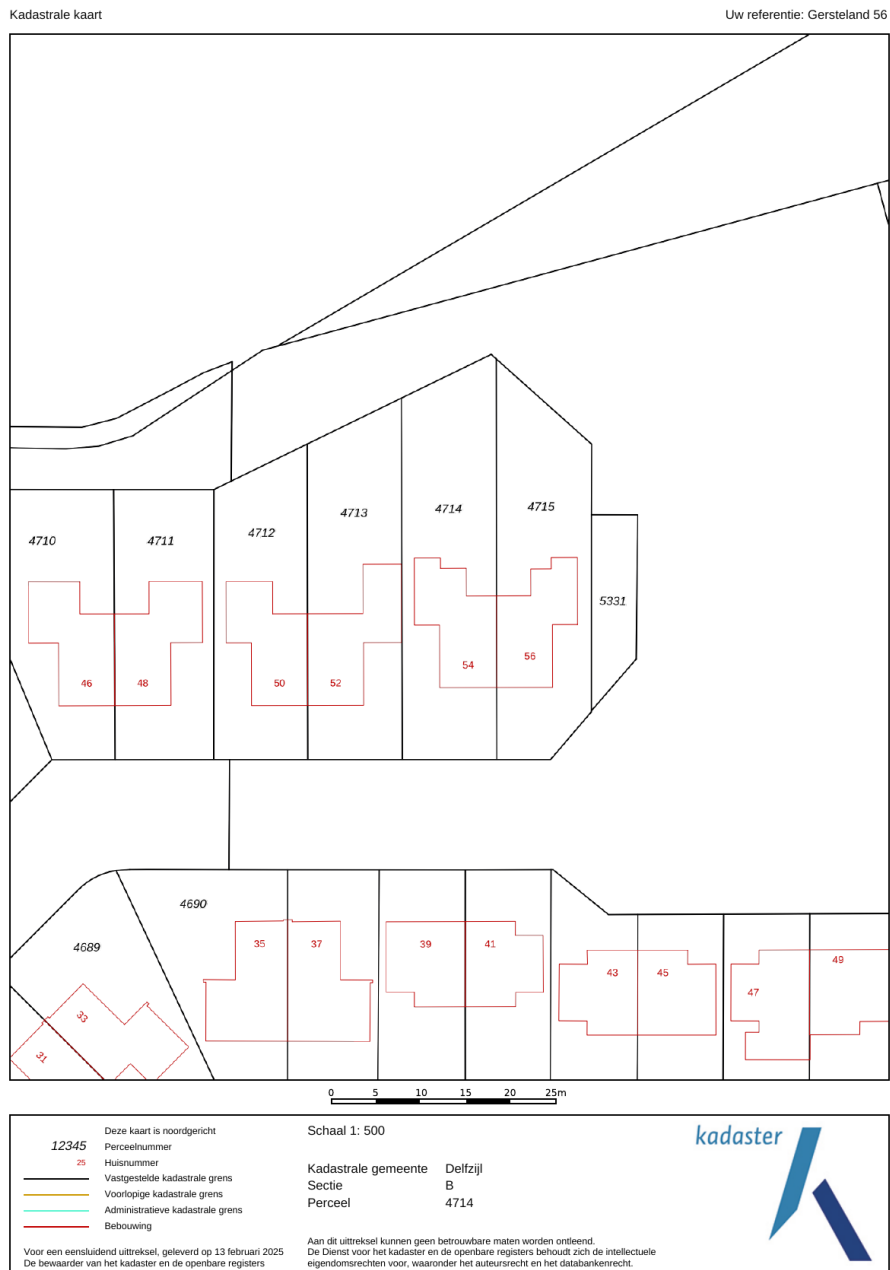 Kadastrale kaart
Uw referentie: Gersteland 56
4710
4711
4712
4713
4714
4715
5331
46
48
50
52
54
56
4690
4689
35
37
39
41
43
45
47
49
33
31
0 5 10 15 20 25m
Deze kaart is noordgericht
12345 Perceelnummer
25 Huisnummer
Vastgestelde kadastrale grens
Voorlopige kadastrale grens
Administratieve kadastrale grens
Bebouwing
Voor een eensluidend uittreksel, geleverd op 13 februari 2025
De bewaarder van het kadaster en de openbare registers
Schaal 1: 500
Kadastrale gemeente Delfzijl
Sectie B
Perceel 4714
Aan dit uittreksel kunnen geen betrouwbare maten worden ontleend.
De Dienst voor het kadaster en de openbare registers behoudt zich de intellectuele
eigendomsrechten voor, waaronder het auteursrecht en het databankenrecht.
kadaster